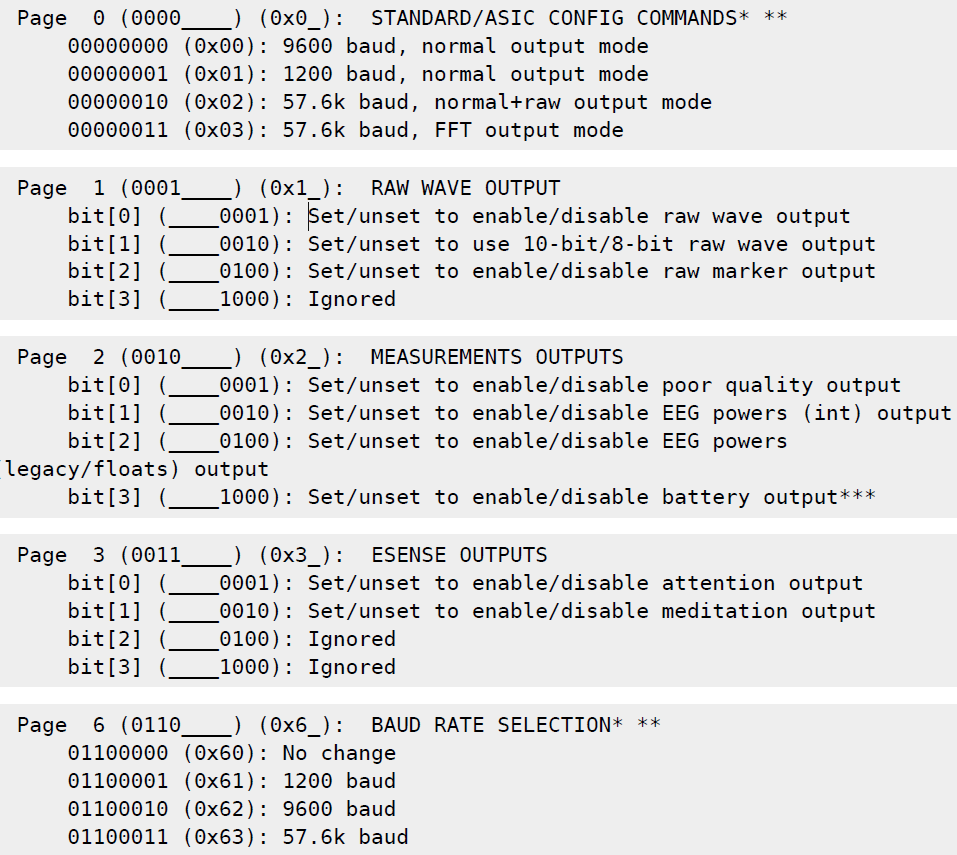 Page  0 (0000____) (0x0_):  STANDARD/ASIC CONFIG COMMANDS* **
    00000000 (0x00): 9600 baud, normal output mode
    00000001 (0x01): 1200 baud, normal output mode
    00000010 (0x02): 57.6k baud, normal+raw output mode
    00000011 (0x03): 57.6k baud, FFT output mode
Page  1 (0001____) (0x1_):  RAW WAVE OUTPUT
    bit[0] (____0001): Set/unset to enable/disable raw wave output
    bit[1] (____0010): Set/unset to use 10-bit/8-bit raw wave output
    bit[2] (____0100): Set/unset to enable/disable raw marker output
    bit[3] (____1000): Ignored
Page  2 (0010____) (0x2_):  MEASUREMENTS OUTPUTS
    bit[0] (____0001): Set/unset to enable/disable poor quality output
    bit[1] (____0010): Set/unset to enable/disable EEG powers (int) output
    bit[2] (____0100): Set/unset to enable/disable EEG powers
(legacy/floats) output
    bit[3] (____1000): Set/unset to enable/disable battery output***
Page  3 (0011____) (0x3_):  ESENSE OUTPUTS
    bit[0] (____0001): Set/unset to enable/disable attention output
    bit[1] (____0010): Set/unset to enable/disable meditation output
    bit[2] (____0100): Ignored
    bit[3] (____1000): Ignored
Page  6 (0110____) (0x6_):  BAUD RATE SELECTION* **
    01100000 (0x60): No change
    01100001 (0x61): 1200 baud
    01100010 (0x62): 9600 baud
    01100011 (0x63): 57.6k baud